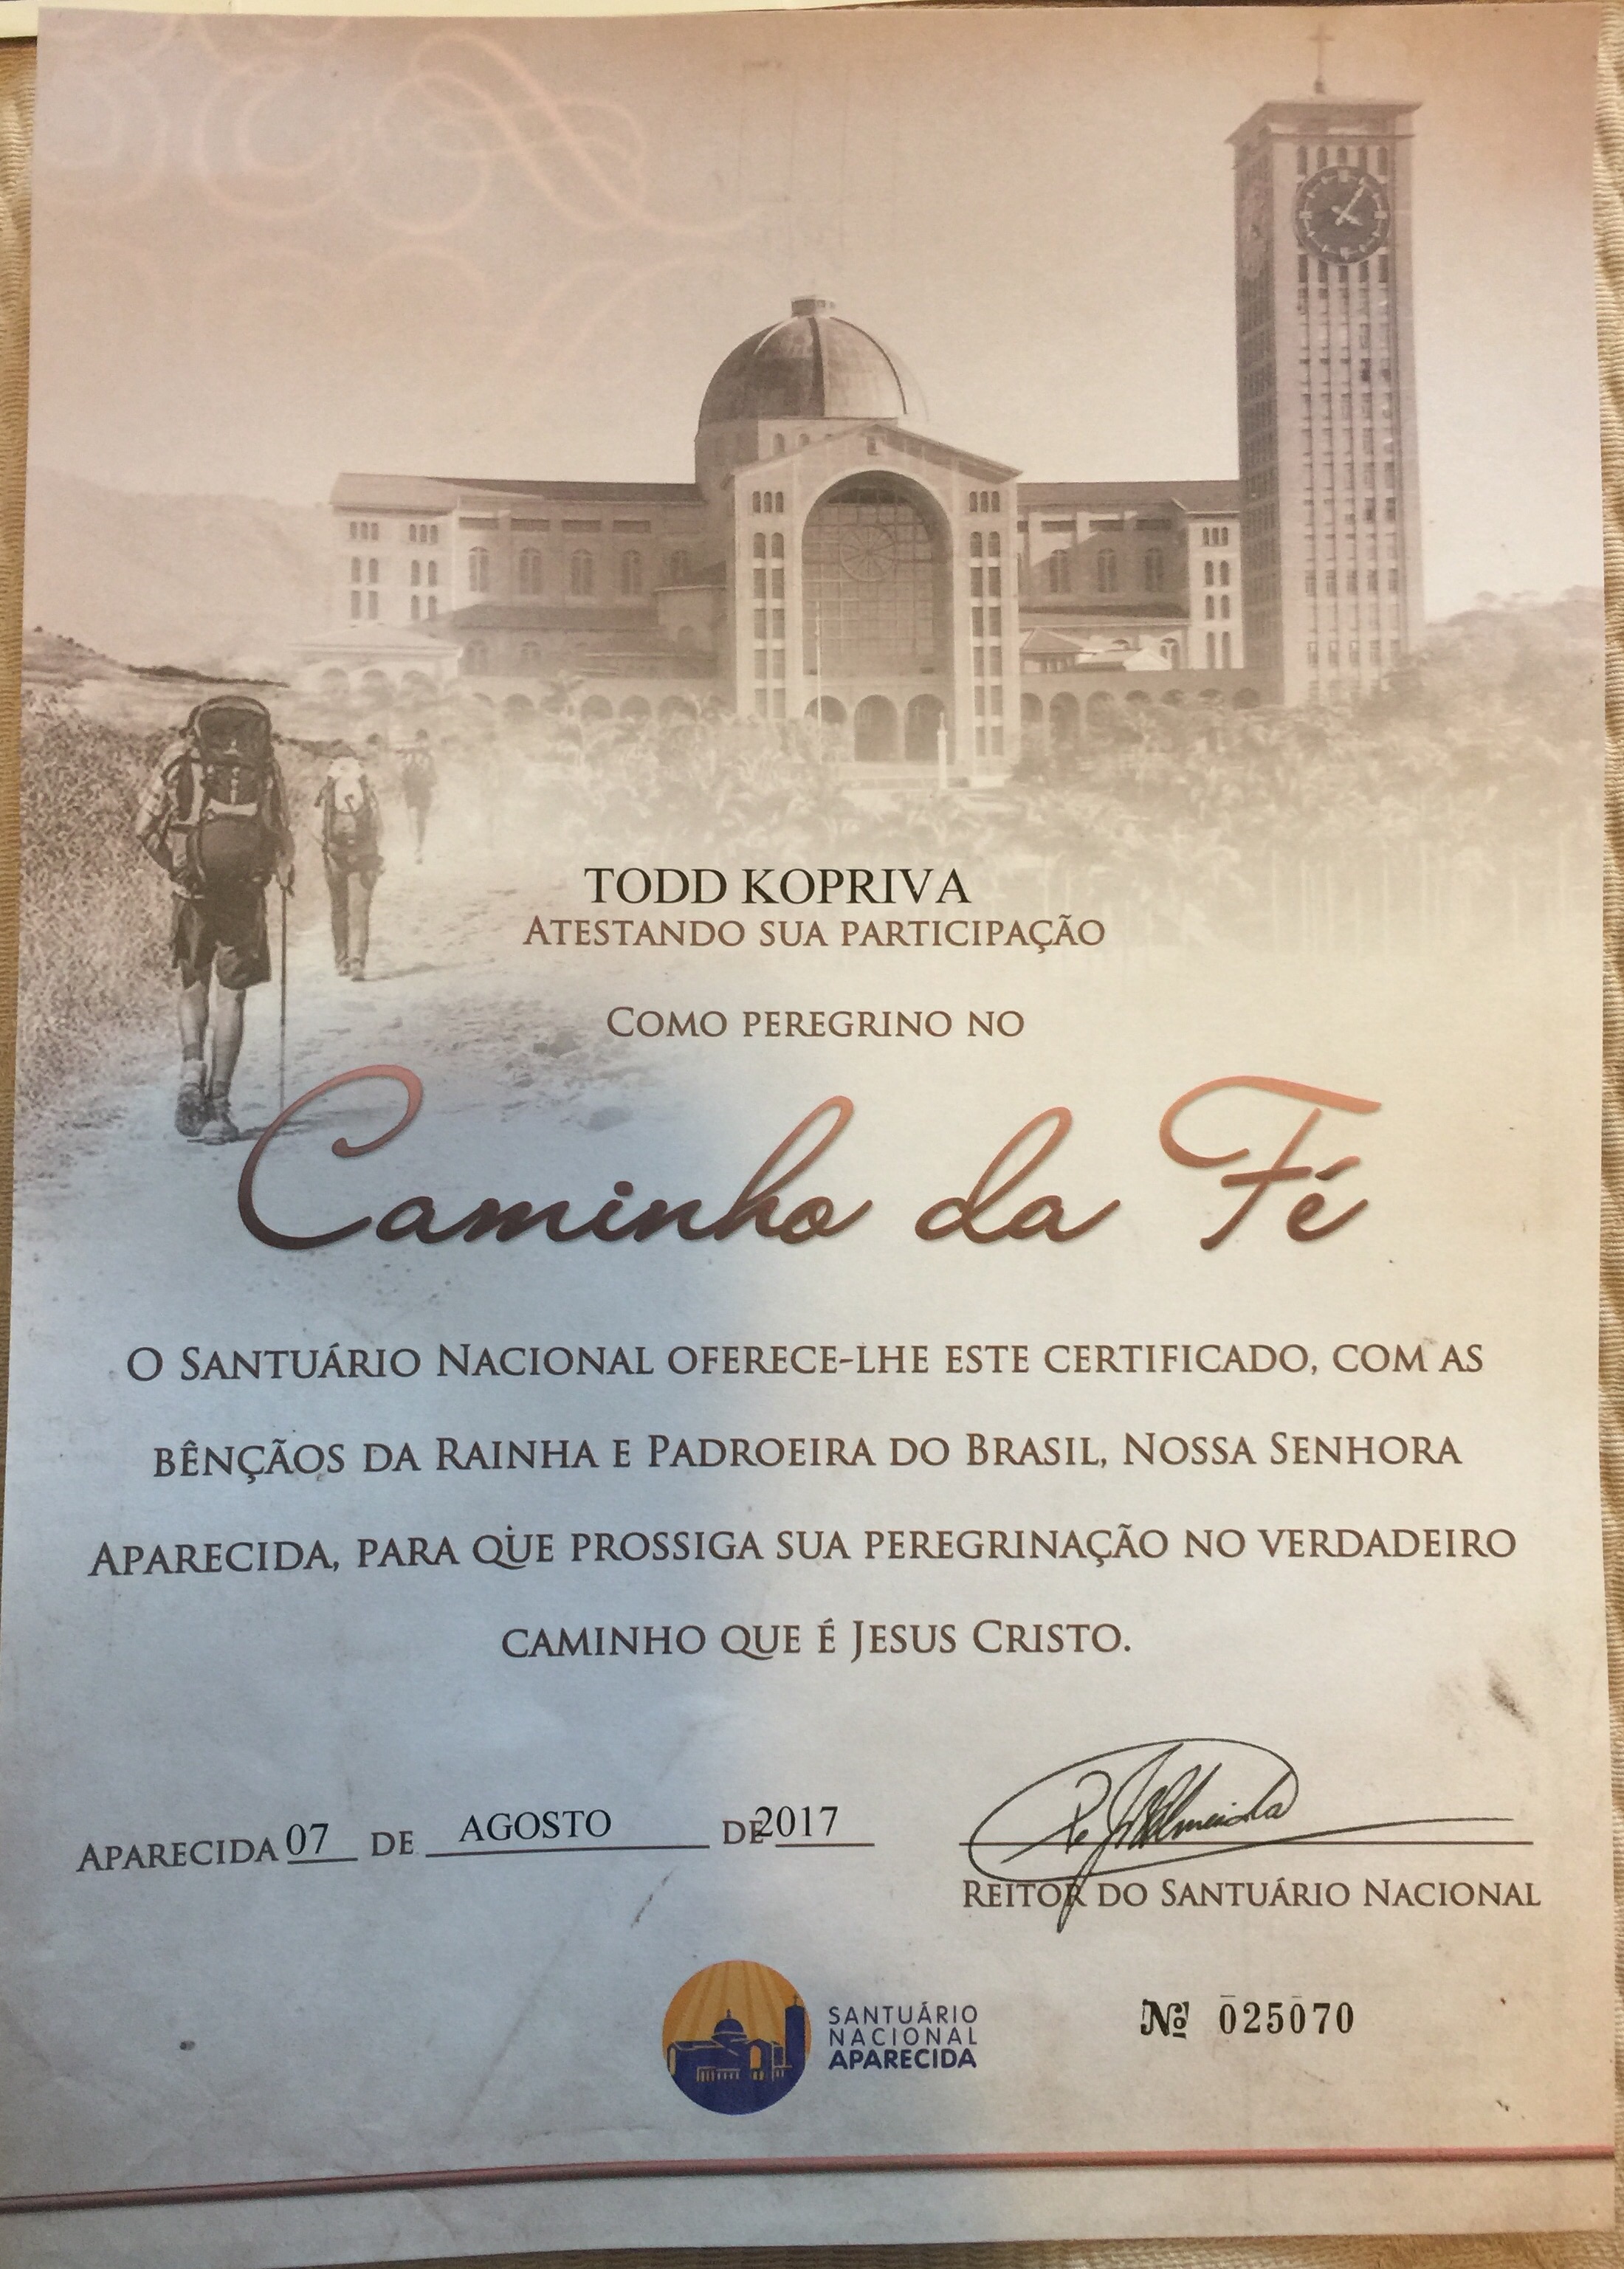 TODD KOPRIVA
ATESTANDO SUA PARTICIPAÇÃO
COMO PEREGRINO NO
Caminho da Fé
O SANTUÁRIO NACIONAL OFERECE-LHE ESTE CERTIFICADO, COM AS
BÊNÇÃOS DA RAINHA E PADROEIRA DO BRASIL, NOSSA SENHORA
APARECIDA, PARA QUE PROSSIGA SUA PEREGRINAÇÃO NO VERDADEIRO
CAMINHO QUE É JESUS CRISTO.
APARECIDA 07 DE AGOSTO DE 2017
REITOR DO SANTUÁRIO NACIONAL
SANTUÁRIO
NACIONAL
APARECIDA
Nº 025070